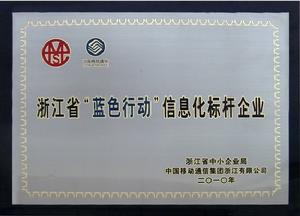 浙江省“蓝色行动”信息化标杆企业
浙江省中小企业局
中国移动通信集团浙江有限公司
二〇一〇年